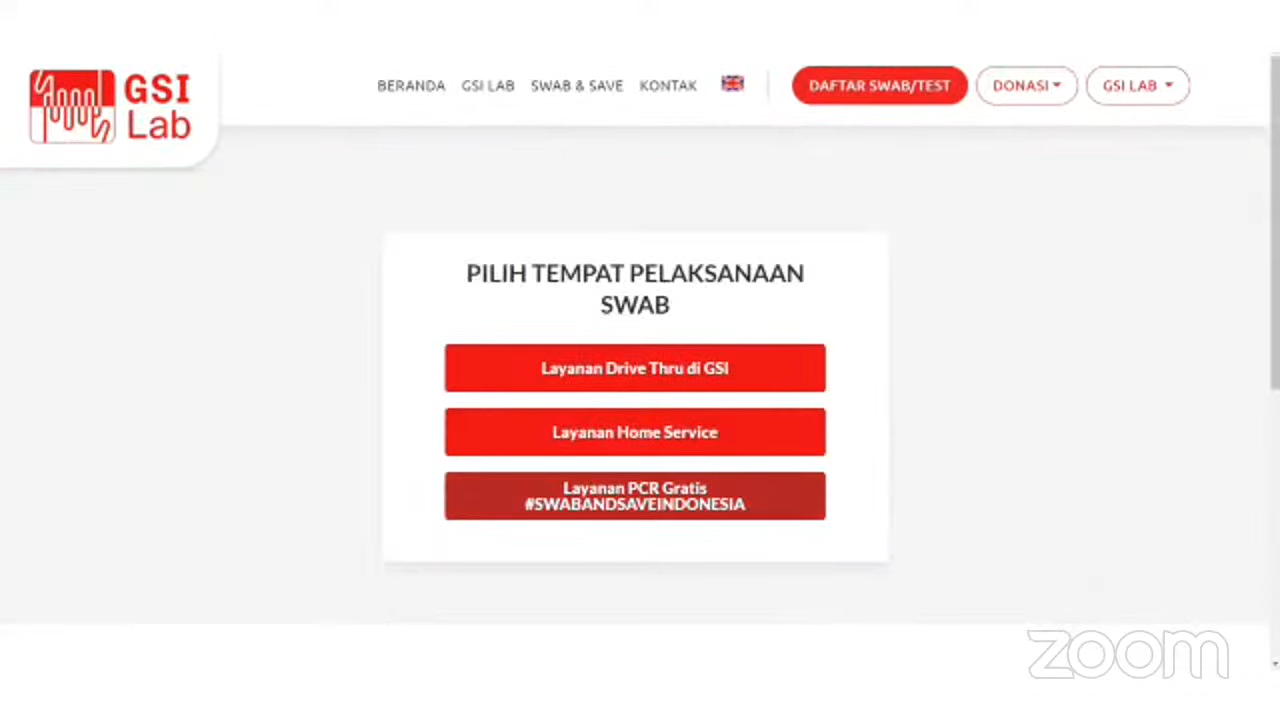 GSI
Lab
BERANDA GSI LAB SWAB & SAVE KONTAK DAFTAR SWAB/TEST DONASI GSI LAB
PILIH TEMPAT PELAKSANAAN
SWAB
Layanan Drive Thru di GSI
Layanan Home Service
Layanan PCR Gratis
#SWABANDSAVEINDONESIA
zoom